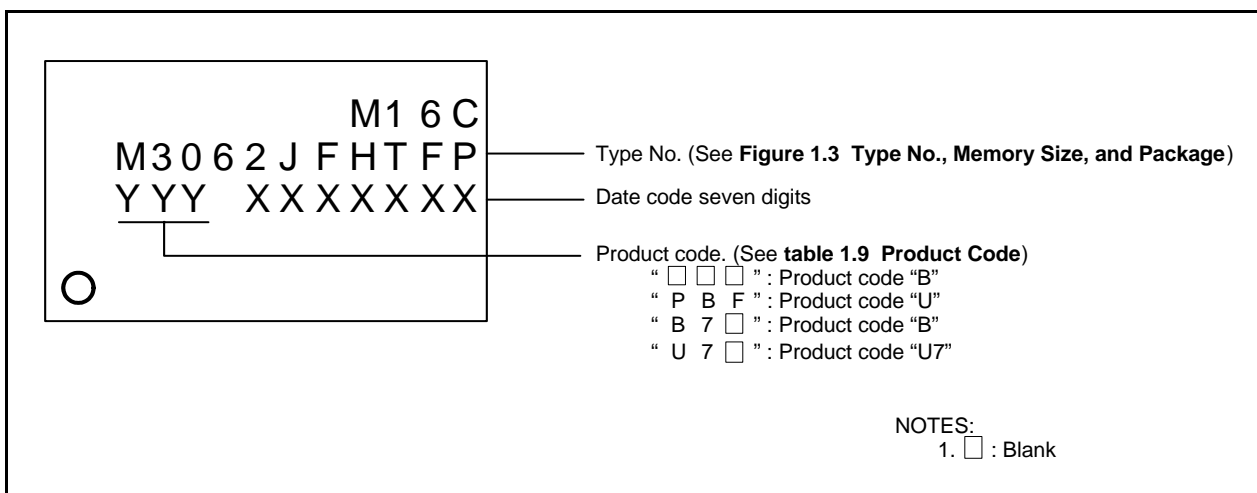 M16C
M3062JFHTFP
YYY XXXXXXX
Type No. (See Figure 1.3 Type No., Memory Size, and Package)
Date code seven digits
Product code. (See table 1.9 Product Code)
“ □ □ □ ” : Product code “B”
“ P B F ” : Product code “U”
“ B 7 □ ” : Product code “B”
“ U 7 □ ” : Product code “U7”
NOTES:
1. □ : Blank